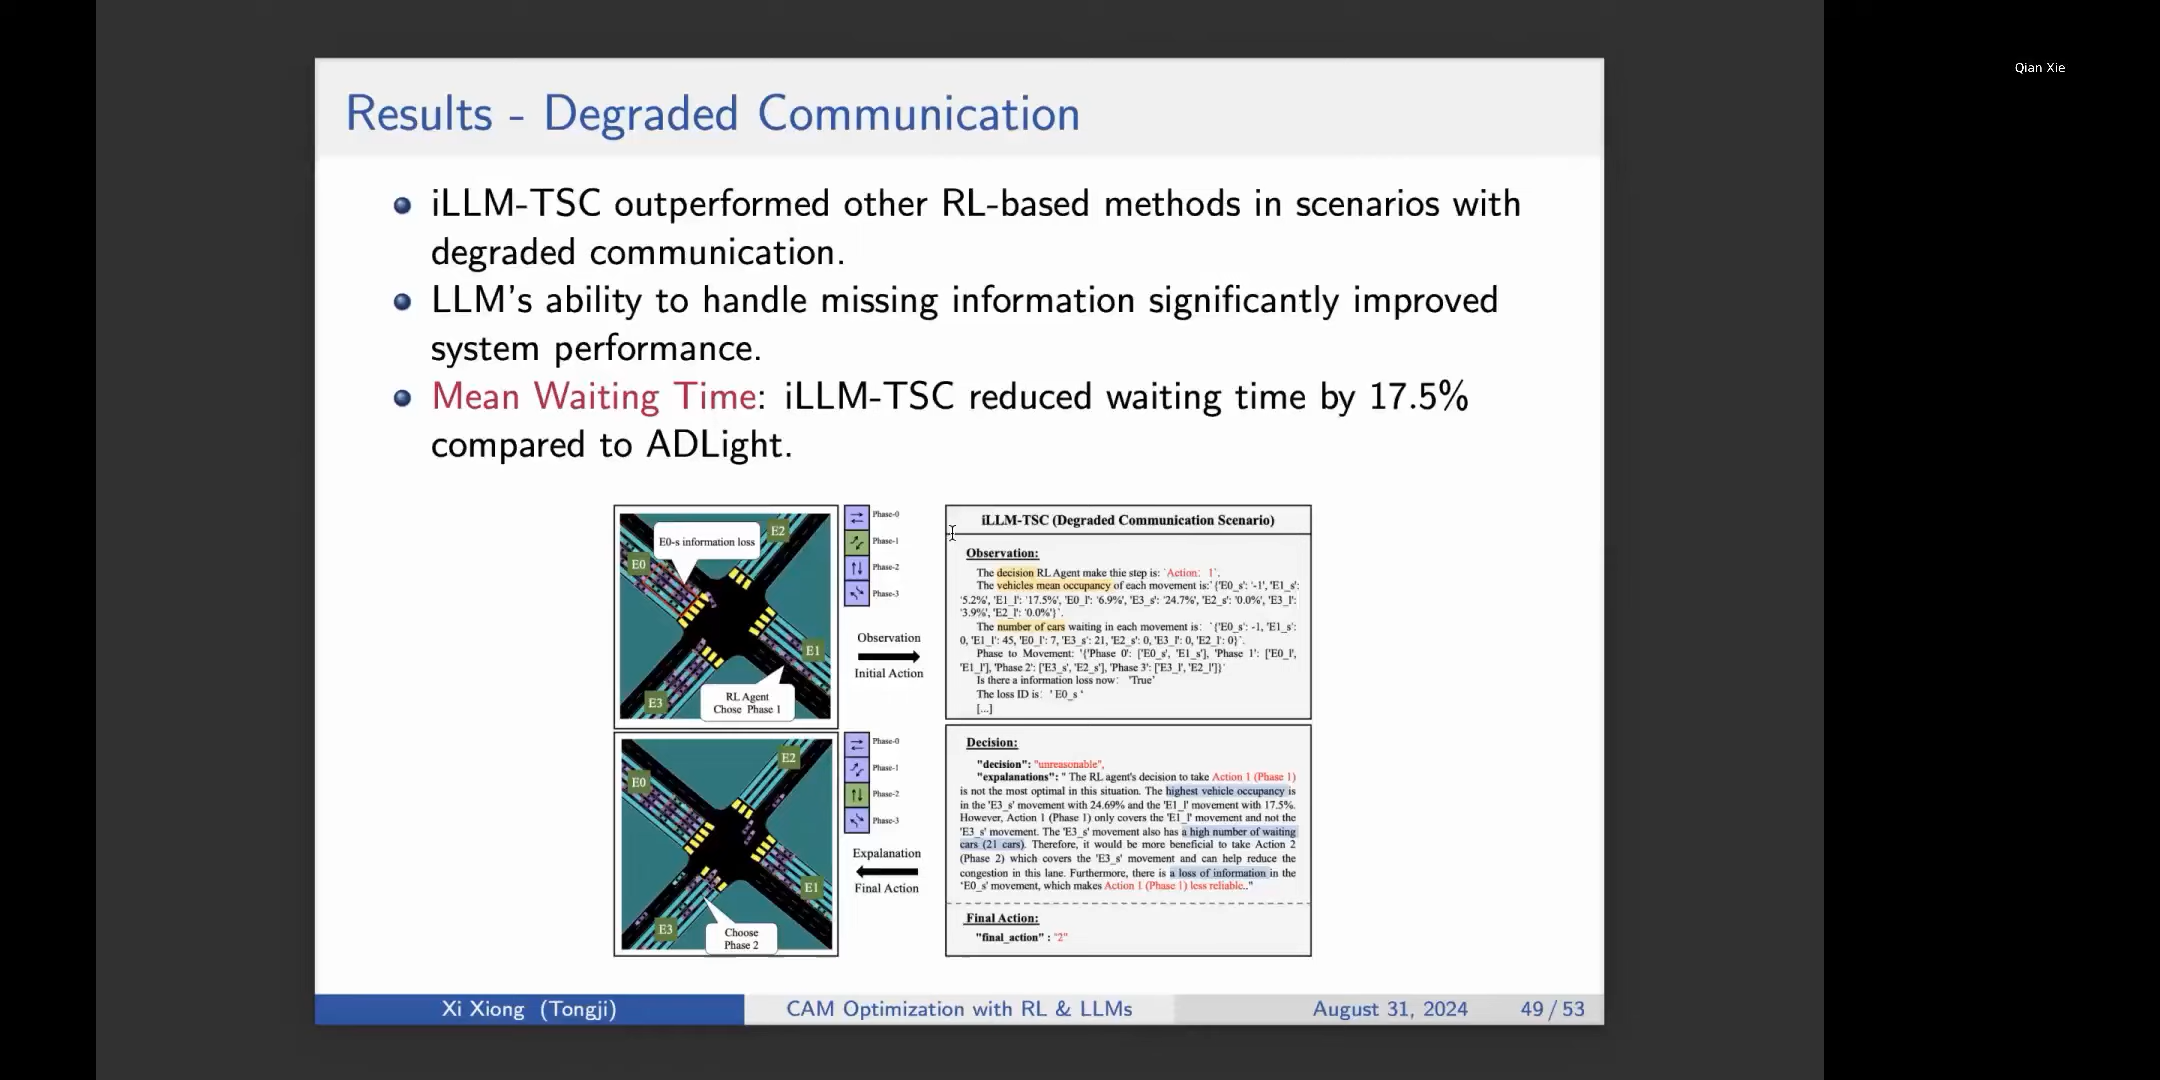 Qian Xie
Results - Degraded Communication
iLLM-TSC outperformed other RL-based methods in scenarios with
degraded communication.
LLM's ability to handle missing information significantly improved
system performance.
Mean Waiting Time: iLLM-TSC reduced waiting time by 17.5%
compared to ADLight.
E0-s information loss
E2
E0
E1
E3
RL Agent
Chose Phase 1
Phase-0
Phase-1
Phase-2
Phase-3
Observation
Initial Action
iLLM-TSC (Degraded Communication Scenario)
Observation:
The decision RL Agent make thie step is: `Action: 1`.
The vehicles mean occupancy of each movement is:`{'E0_s': '-1', 'E1_s':
'5.2%', 'E1_l': '17.5%', 'E0_l': '6.9%', 'E3_s': '24.7%', 'E2_s': '0.0%', 'E3_l':
'3.9%', 'E2_l': '0.0%'}`.
The number of cars waiting in each movement is: `{'E0_s': -1, 'E1_s':
0, 'E1_l': 45, 'E0_l': 7, 'E3_s': 21, 'E2_s': 0, 'E3_l': 0, 'E2_l': 0}`.
Phase to Movement: '{'Phase 0': ['E0_s', 'E1_s'], 'Phase 1': ['E0_l',
'E1_l'], 'Phase 2': ['E3_s', 'E2_s'], 'Phase 3': ['E3_l', 'E2_l']}'
Is there a information loss now: 'True'
The loss ID is: ' E0_s '
[...]
E2
E0
E1
E3
Choose
Phase 2
Phase-0
Phase-1
Phase-2
Phase-3
Expalanation
Final Action
Decision:
"decision": "unreasonable",
"expalanations": " The RL agent's decision to take Action 1 (Phase 1)
is not the most optimal in this situation. The highest vehicle occupancy is
in the 'E3_s' movement with 24.69% and the 'E1_l' movement with 17.5%.
However, Action 1 (Phase 1) only covers the 'E1_l' movement and not the
'E3_s' movement. The 'E3_s' movement also has a high number of waiting
cars (21 cars). Therefore, it would be more beneficial to take Action 2
(Phase 2) which covers the 'E3_s' movement and can help reduce the
congestion in this lane. Furthermore, there is a loss of information in the
'E0_s' movement, which makes Action 1 (Phase 1) less reliable.."
Final Action:
"final_action" : "2"
Xi Xiong (Tongji)
CAM Optimization with RL & LLMs
August 31, 2024
49 / 53